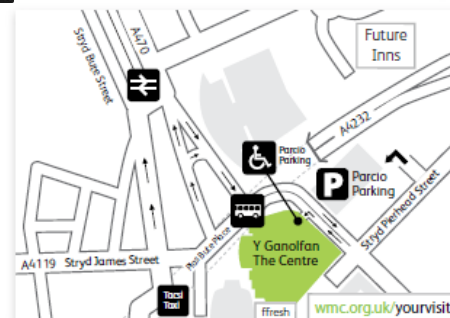 Stryd Bute Street
A470
Future
Inns
A4232
Parcio
Parking
P
Parcio
Parking
Stryd Pierhead Street
Plas Bute Place
Y Ganolfan
The Centre
A4119 Stryd James Street
Tacsi
Taxi
ffresh
wmc.org.uk/yourvisit